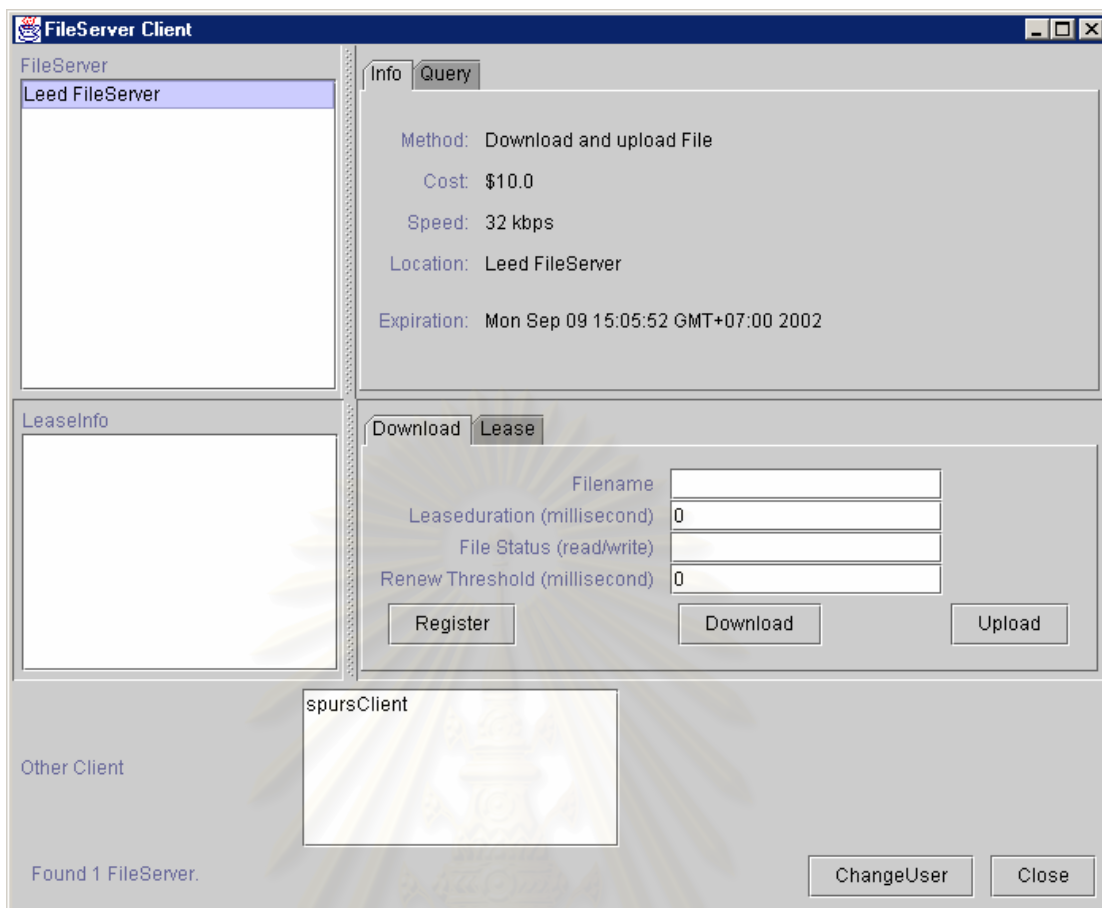 FileServer Client
FileServer
Leed FileServer
Info Query
Method: Download and upload File
Cost: $10.0
Speed: 32 kbps
Location: Leed FileServer
Expiration: Mon Sep 09 15:05:52 GMT+07:00 2002
LeaseInfo
Download Lease
Filename
Leaseduration (millisecond) 0
File Status (read/write)
Renew Threshold (millisecond) 0
Register Download Upload
Other Client
spursClient
Found 1 FileServer.
ChangeUser Close